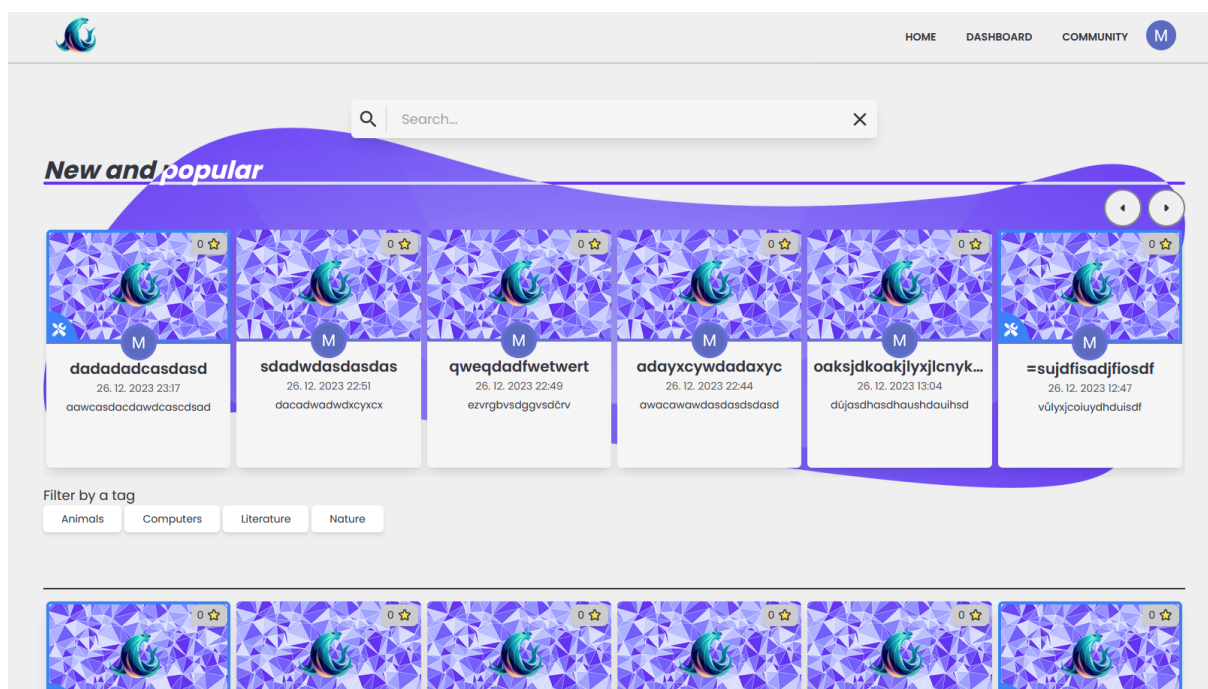 HOME DASHBOARD COMMUNITY M
Search...
New and popular
0 0 0 0 0 0
M M M M M M
dadadadcasdasd sdadwdasdasdas qweqdadfwetwert adayxcywdadaxyc oaksjdkoakjlyxjlcnyk... =sujdfisadjfiosdf
26. 12. 2023 23:17 26. 12. 2023 22:51 26. 12. 2023 22:49 26. 12. 2023 22:44 26. 12. 2023 13:04 26. 12. 2023 12:47
aawcasdacdawdcascdsad dacadwadwdxcyxcx ezvrgbvsdggvsdčrv awacawawdasdasdsdasd dújasdhasdhaushdauihsd vůlyxjcoiuydhduisdf
Filter by a tag
Animals Computers Literature Nature
0 0 0 0 0 0